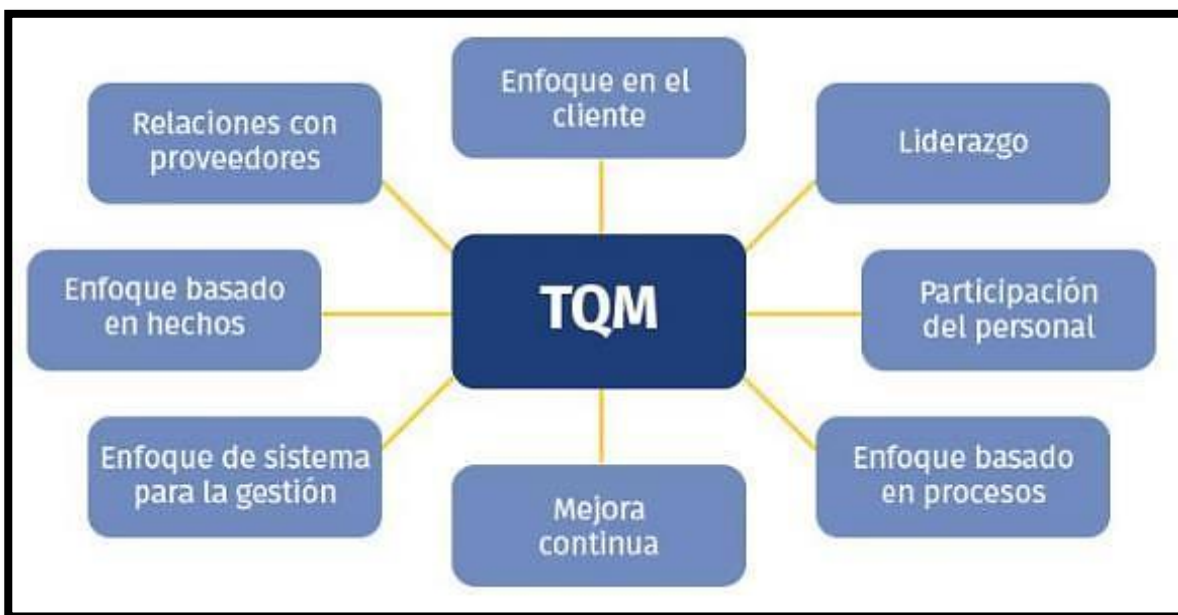 Enfoque en el
cliente
Relaciones con
proveedores
Liderazgo
Enfoque basado
en hechos
TQM
Participación
del personal
Enfoque de sistema
para la gestión
Mejora
continua
Enfoque basado
en procesos